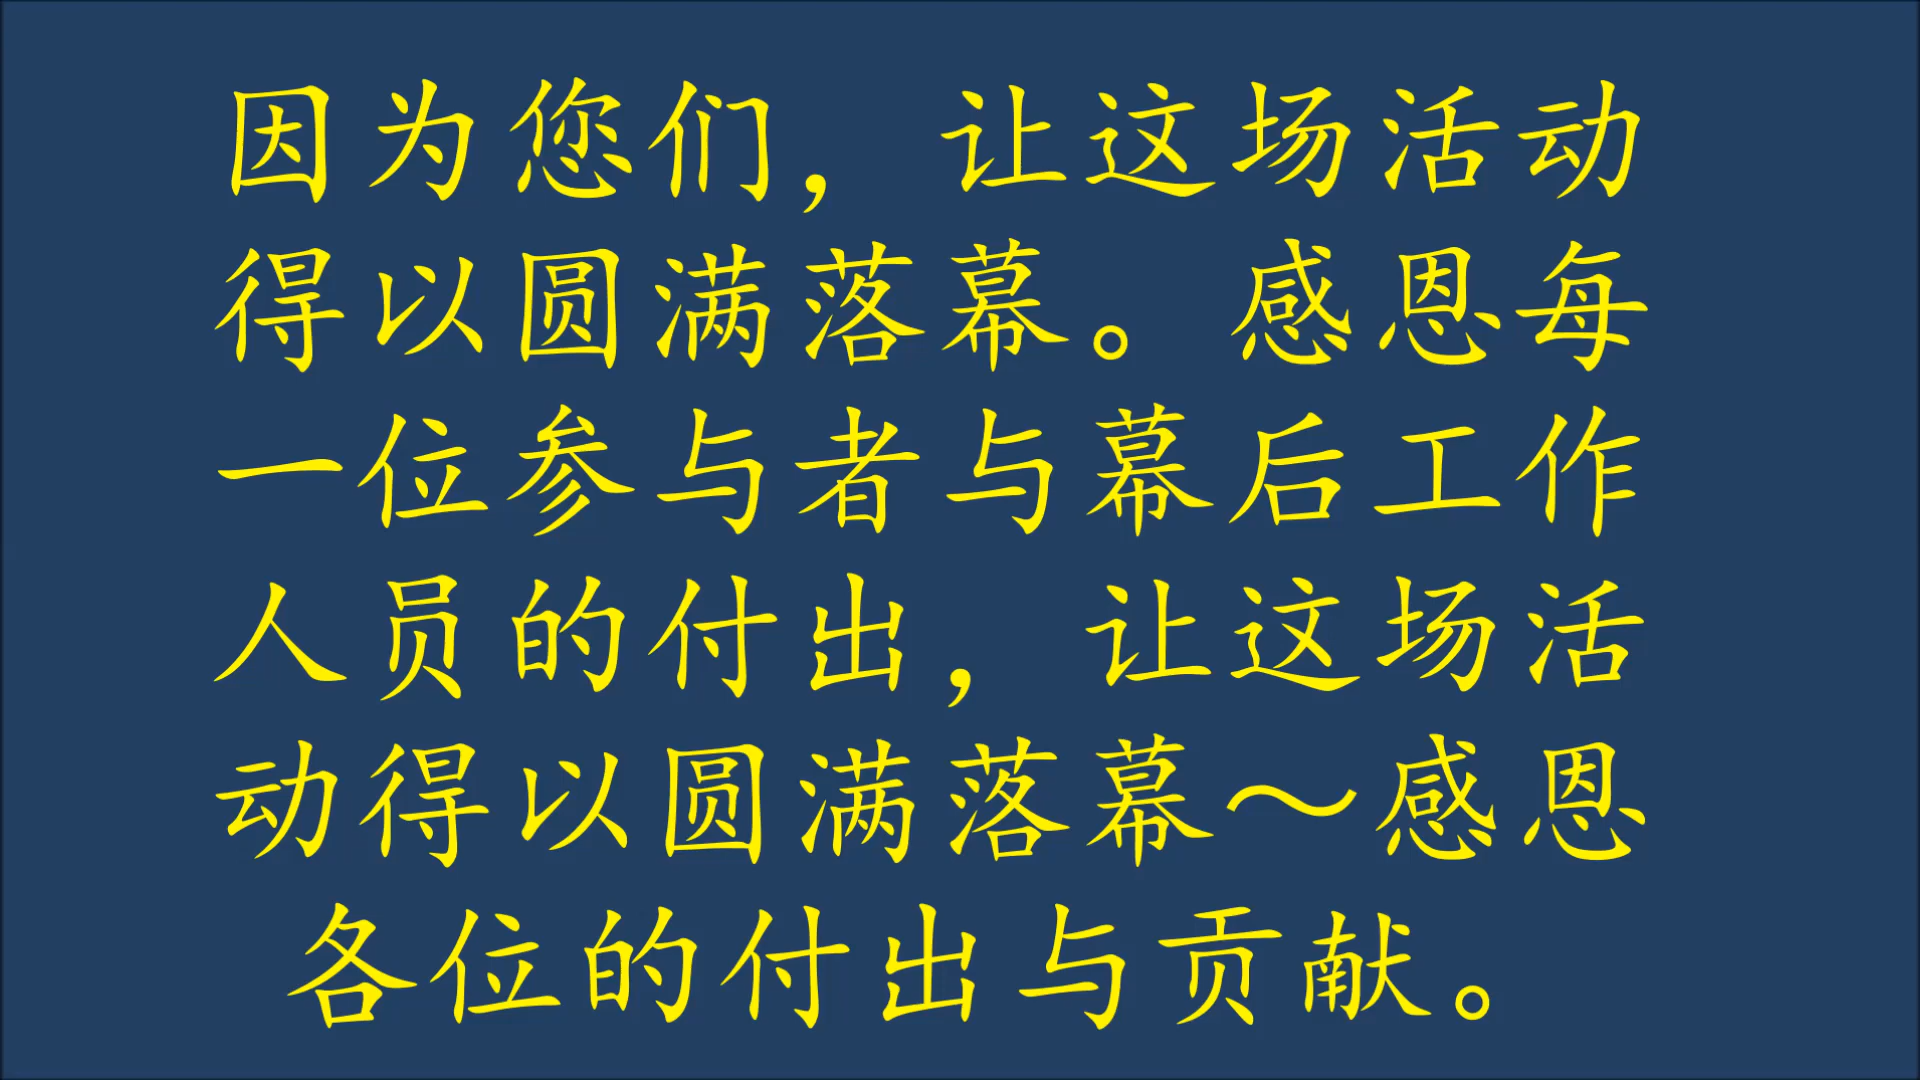 因为您们，让这场活动
得以圆满落幕。感恩每
一位参与者与幕后工作
人员的付出，让这场活
动得以圆满落幕～感恩
各位的付出与贡献。